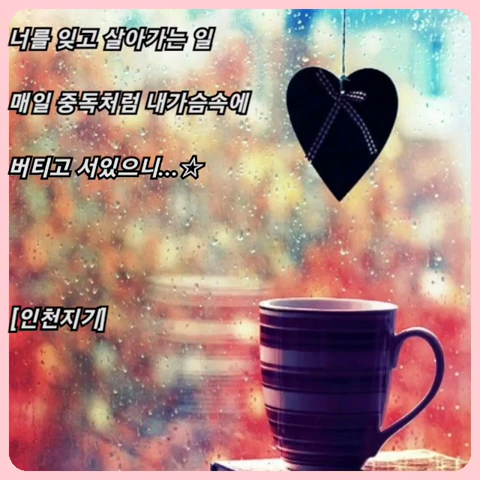 너를 잊고 살아가는 일
매일 중독처럼 내가슴속에
버티고 서있으니...☆
[인천지기]